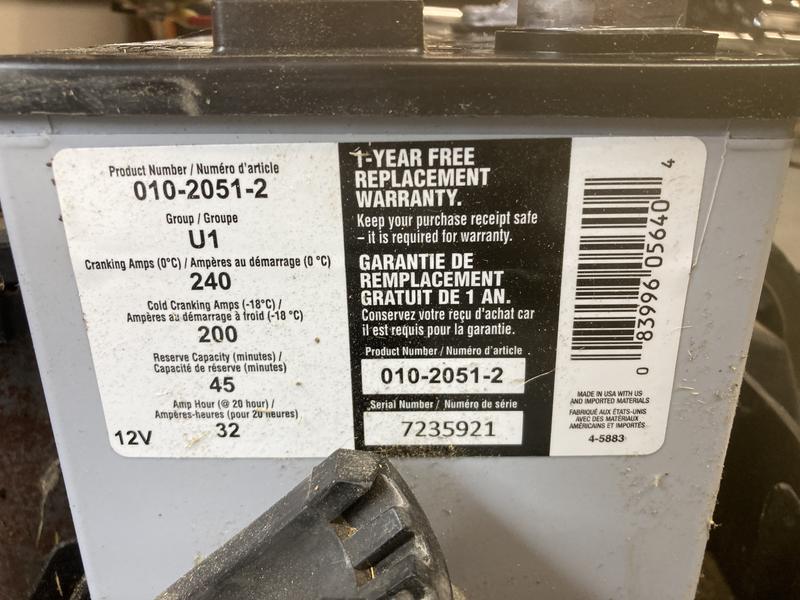 Product Number / Numéro d'article
010-2051-2
Group / Groupe
U1
Cranking Amps (0°C) / Ampères au démarrage (0 °C)
240
Cold Cranking Amps (-18°C) /
Ampères au démarrage à froid (-18 °C)
200
Reserve Capacity (minutes) /
Capacité de réserve (minutes)
45
Amp Hour (@ 20 hour) /
Ampères-heures (pour 20 heures)
12V 32
1-YEAR FREE
REPLACEMENT
WARRANTY.
Keep your purchase receipt safe
– it is required for warranty.
GARANTIE DE
REMPLACEMENT
GRATUIT DE 1 AN.
Conservez votre reçu d'achat car
il est requis pour la garantie.
Product Number / Numéro d'article
010-2051-2
Serial Number / Numéro de série
7235921
0 83996 05640 4
MADE IN USA WITH US
AND IMPORTED MATERIALS
FABRIQUÉ AUX ÉTATS-UNIS
AVEC DES MATÉRIAUX
AMÉRICAINS ET IMPORTÉS
4-5883